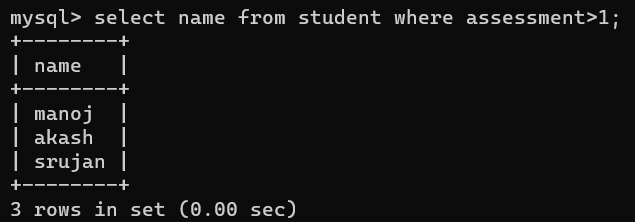 mysql> select name from student where assessment>1;
+--------+
| name   |
+--------+
| manoj  |
| akash  |
| srujan |
+--------+
3 rows in set (0.00 sec)